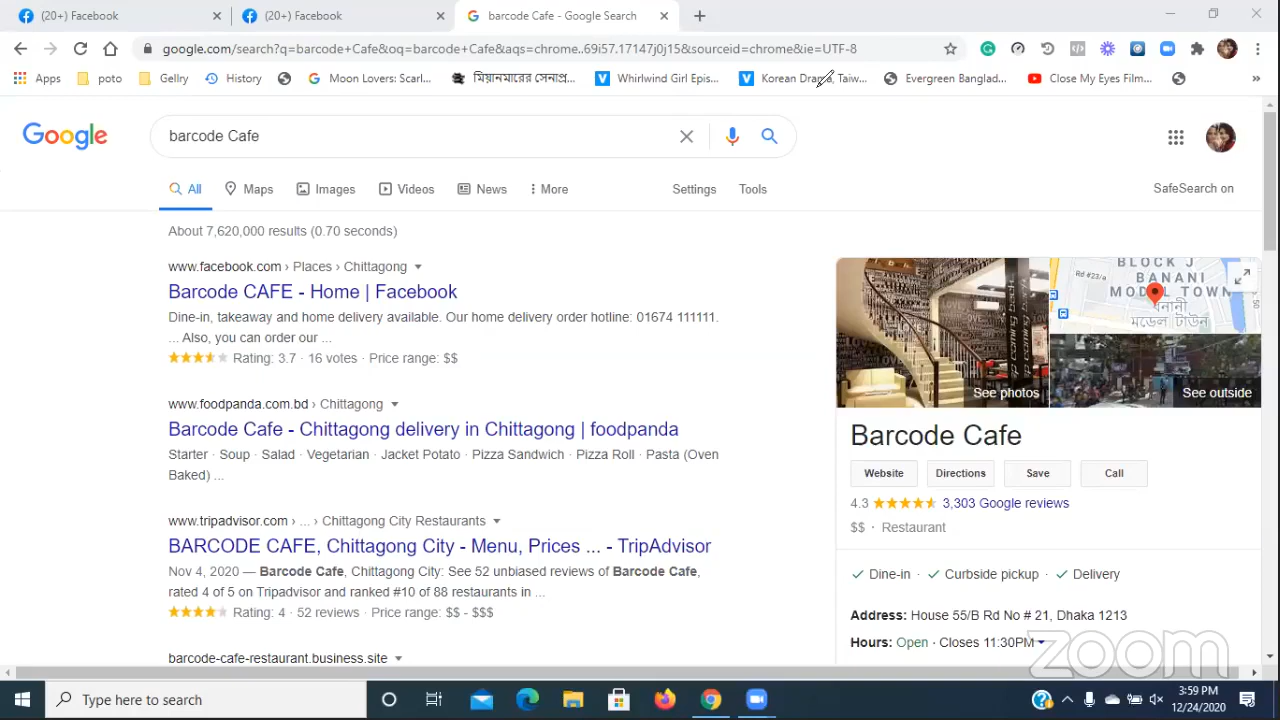 (20+) Facebook
(20+) Facebook
barcode Cafe - Google Search
google.com/search?q=barcode+Cafe&oq=barcode+Cafe&aqs=chrome..69i57.17147j0j15&sourceid=chrome&ie=UTF-8
Apps
poto
Gellry
History
Moon Lovers: Scarl...
মিয়ানমারের সেনাপ্র...
Whirlwind Girl Epis...
Korean Drama, Taiw...
Evergreen Banglad...
Close My Eyes Film...
Google
barcode Cafe
All
Maps
Images
Videos
News
More
Settings
Tools
SafeSearch on
About 7,620,000 results (0.70 seconds)
www.facebook.com › Places › Chittagong
Barcode CAFE - Home | Facebook
Dine-in, takeaway and home delivery available. Our home delivery order hotline: 01674 111111.
... Also, you can order our ...
Rating: 3.7 · 16 votes · Price range: $$
www.foodpanda.com.bd › Chittagong
Barcode Cafe - Chittagong delivery in Chittagong | foodpanda
Starter · Soup · Salad · Vegetarian · Jacket Potato · Pizza Sandwich · Pizza Roll · Pasta (Oven
Baked) ...
www.tripadvisor.com › ... › Chittagong City Restaurants
BARCODE CAFE, Chittagong City - Menu, Prices ... - TripAdvisor
Nov 4, 2020 — Barcode Cafe, Chittagong City: See 52 unbiased reviews of Barcode Cafe,
rated 4 of 5 on Tripadvisor and ranked #10 of 88 restaurants in ...
Rating: 4 · 52 reviews · Price range: $$ - $$$
barcode-cafe-restaurant.business.site
BLOCK J
Rd #23/a
BANANI
MODEL TOWN
বনানী
মডেল টাউন
See photos
See outside
Barcode Cafe
Website
Directions
Save
Call
4.3
3,303 Google reviews
$$ · Restaurant
Dine-in · Curbside pickup · Delivery
Address: House 55/B Rd No # 21, Dhaka 1213
Hours: Open · Closes 11:30PM
zoom
Type here to search
3:59 PM
12/24/2020